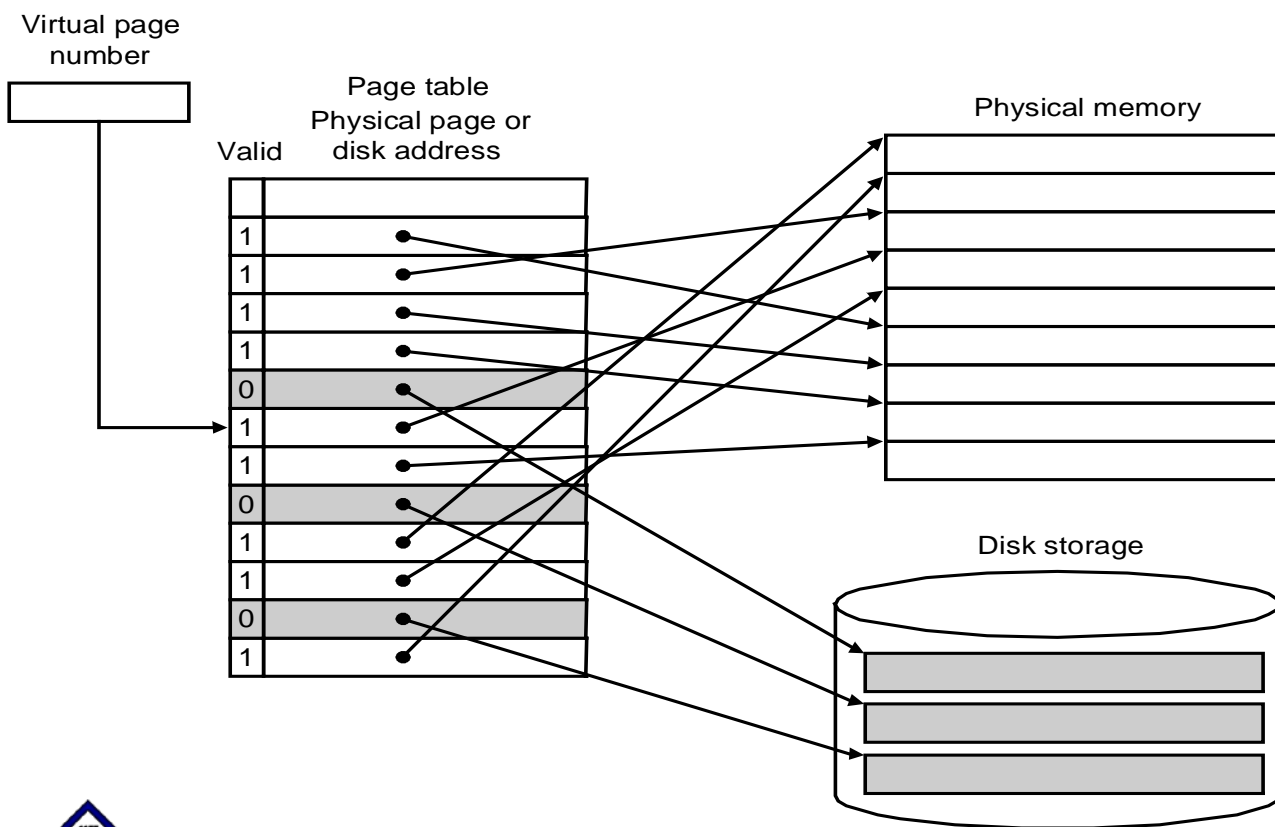 Virtual page
number
Page table
Physical page or
disk address
Valid
Physical memory
1
1
1
1
0
1
1
0
1
1
0
1
Disk storage